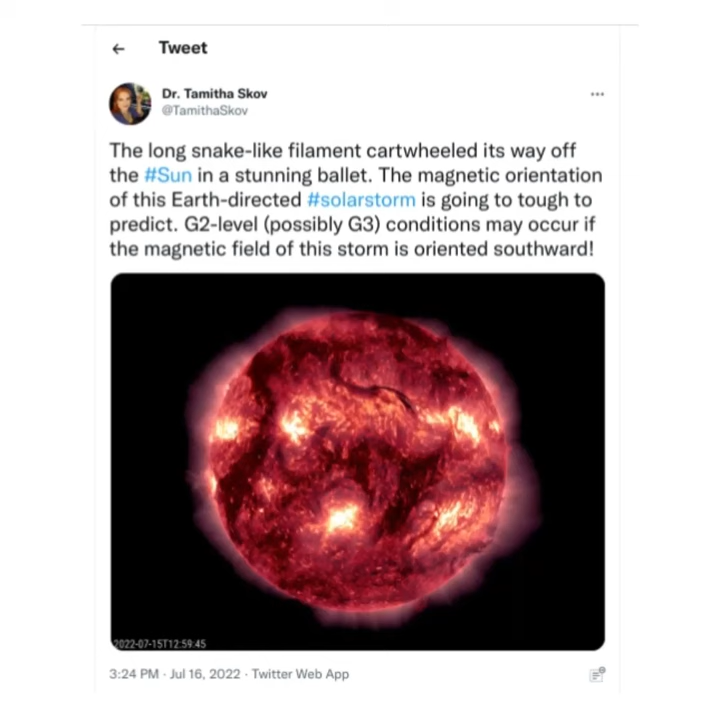 ← Tweet
Dr. Tamitha Skov
@TamithaSkov
The long snake-like filament cartwheeled its way off
the #Sun in a stunning ballet. The magnetic orientation
of this Earth-directed #solarstorm is going to tough to
predict. G2-level (possibly G3) conditions may occur if
the magnetic field of this storm is oriented southward!
2022-07-15T12:59:45
3:24 PM · Jul 16, 2022 · Twitter Web App